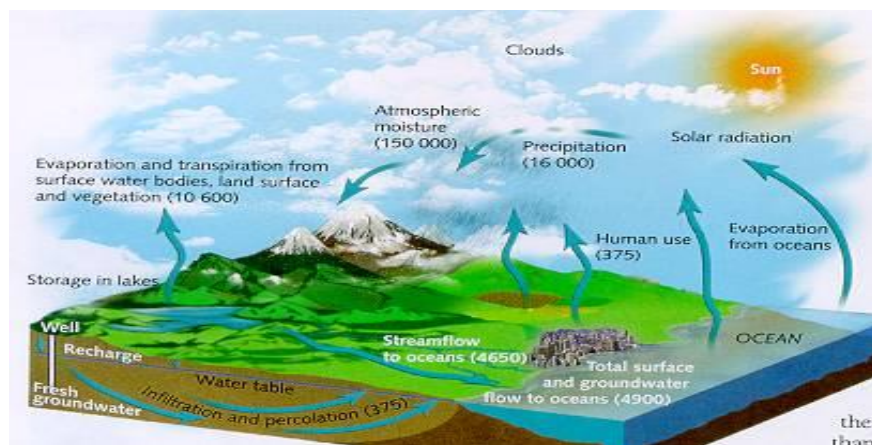 Clouds
Sun
Atmospheric
moisture
(150 000)
Precipitation
(16 000)
Solar radiation
Evaporation and transpiration from
surface water bodies, land surface
and vegetation (10 600)
Human use
(375)
Evaporation
from oceans
Storage in lakes
Well
Recharge
Streamflow
to oceans (4650)
OCEAN
Water table
Total surface
and groundwater
flow to oceans (4900)
Fresh
groundwater
Infiltration and percolation (375)
the
than